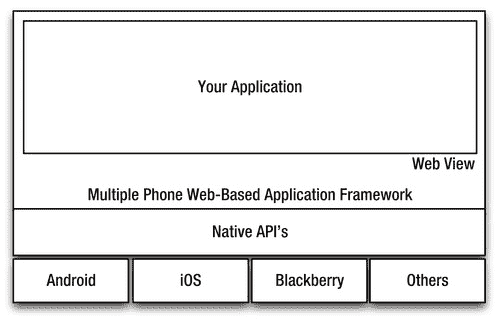 Your Application
Web View
Multiple Phone Web-Based Application Framework
Native API's
Android iOS Blackberry Others